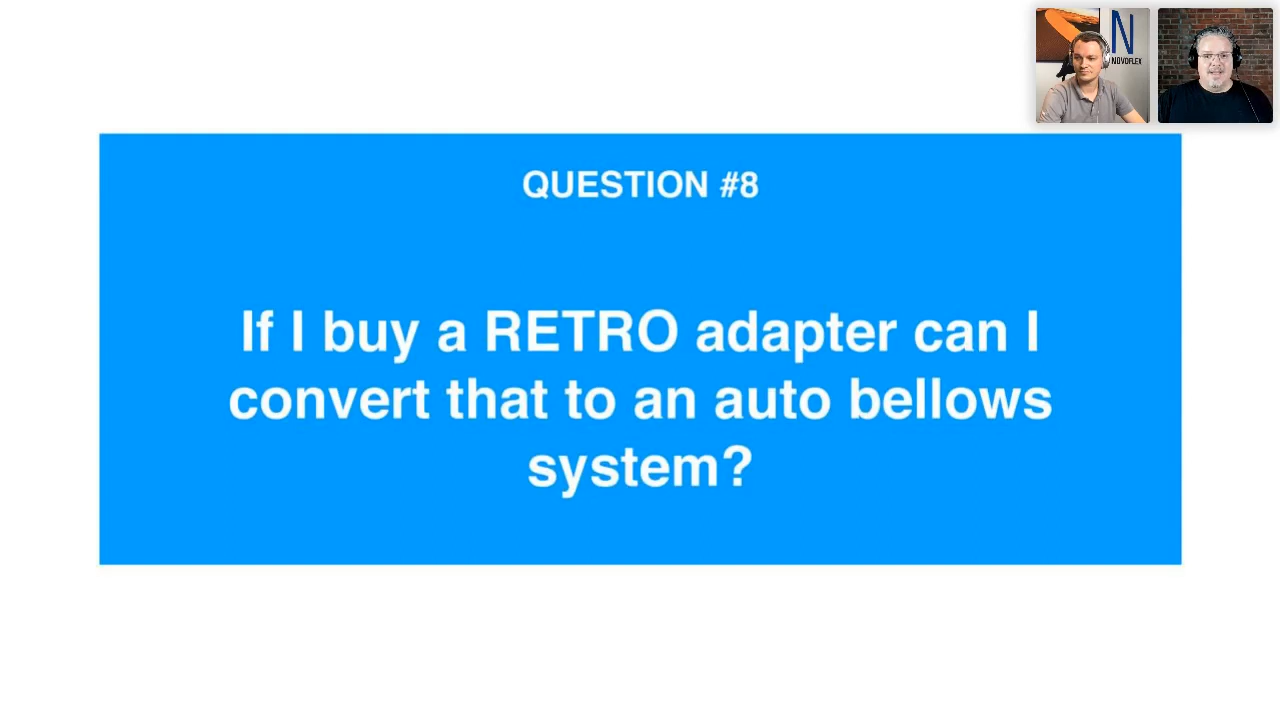 N
NOVOFLEX
QUESTION #8
If I buy a RETRO adapter can I
convert that to an auto bellows
system?